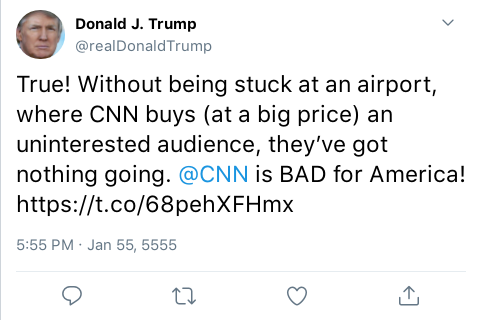 Donald J. Trump
@realDonaldTrump
True! Without being stuck at an airport,
where CNN buys (at a big price) an
uninterested audience, they’ve got
nothing going. @CNN is BAD for America!
https://t.co/68pehXFHmx
5:55 PM · Jan 55, 5555